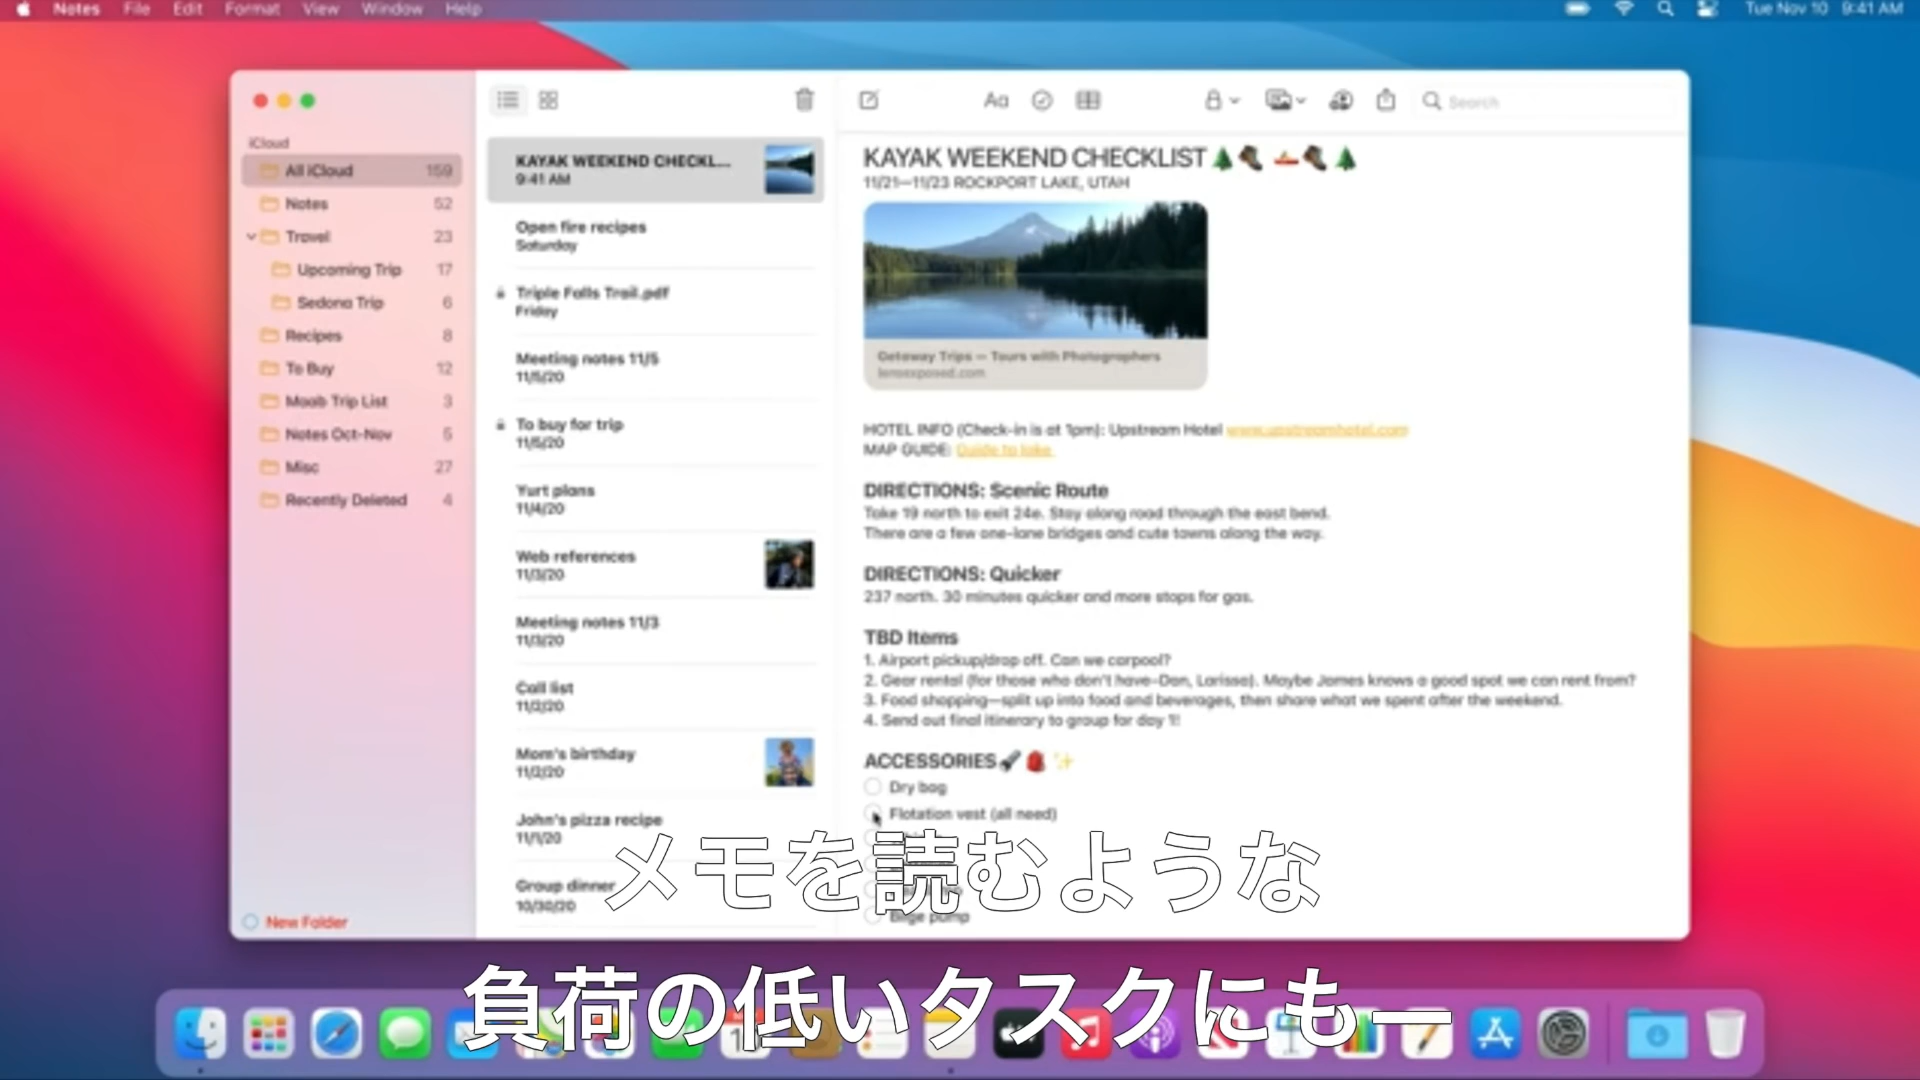 Notes File Edit Format View Window Help
Tue Nov 10 9:41 AM
Search
iCloud
All iCloud 159
Notes 52
Travel 23
Upcoming Trip 17
Sedona Trip 6
Recipes 8
To Buy 12
Moab Trip List 3
Notes Oct-Nov 5
Misc 27
Recently Deleted 4
New Folder
KAYAK WEEKEND CHECKL...
9:41 AM
Open fire recipes
Saturday
Triple Falls Trail.pdf
Friday
Meeting notes 11/5
11/5/20
To buy for trip
11/5/20
Yurt plans
11/4/20
Web references
11/3/20
Meeting notes 11/3
11/3/20
Call list
11/2/20
Mom's birthday
11/2/20
John's pizza recipe
11/1/20
Group dinner
10/30/20
KAYAK WEEKEND CHECKLIST🌲🥾 🚣🥾🌲
11/21—11/23 ROCKPORT LAKE, UTAH
Getaway Trips — Tours with Photographers
lensexposed.com
HOTEL INFO (Check-in is at 1pm): Upstream Hotel www.upstreamhotel.com
MAP GUIDE: Guide to lake
DIRECTIONS: Scenic Route
Take 19 north to exit 24e. Stay along road through the east bend.
There are a few one-lane bridges and cute towns along the way.
DIRECTIONS: Quicker
237 north. 30 minutes quicker and more stops for gas.
TBD Items
1. Airport pickup/drop off. Can we carpool?
2. Gear rental (for those who don't have–Dan, Larissa). Maybe James knows a good spot we can rent from?
3. Food shopping—split up into food and beverages, then share what we spent after the weekend.
4. Send out final itinerary to group for day 1!
ACCESSORIES🔦🎒✨
Dry bag
Flotation vest (all need)
Bilge pump
メモを読むような
負荷の低いタスクにも—